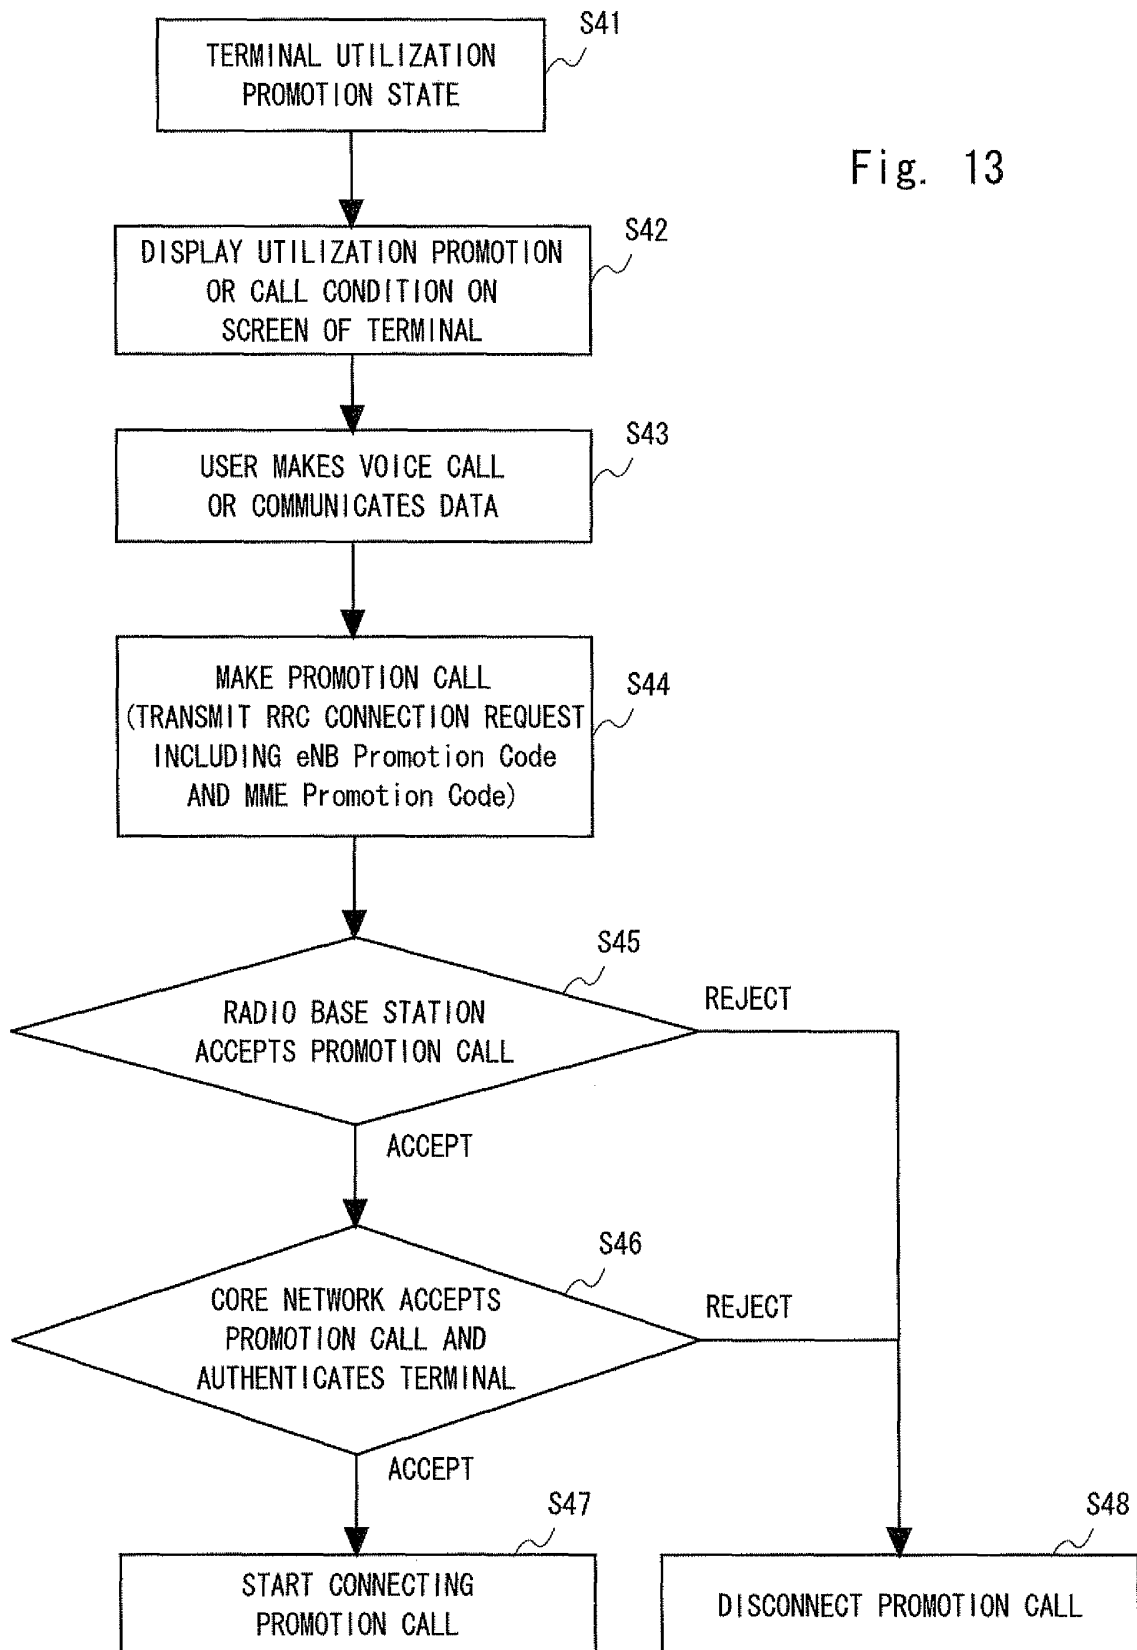 S41
TERMINAL UTILIZATION
PROMOTION STATE
Fig. 13
S42
DISPLAY UTILIZATION PROMOTION
OR CALL CONDITION ON
SCREEN OF TERMINAL
S43
USER MAKES VOICE CALL
OR COMMUNICATES DATA
S44
MAKE PROMOTION CALL
(TRANSMIT RRC CONNECTION REQUEST
INCLUDING eNB Promotion Code
AND MME Promotion Code)
S45
RADIO BASE STATION
ACCEPTS PROMOTION CALL
REJECT
ACCEPT
S46
CORE NETWORK ACCEPTS
PROMOTION CALL AND
AUTHENTICATES TERMINAL
REJECT
ACCEPT
S47
START CONNECTING
PROMOTION CALL
S48
DISCONNECT PROMOTION CALL